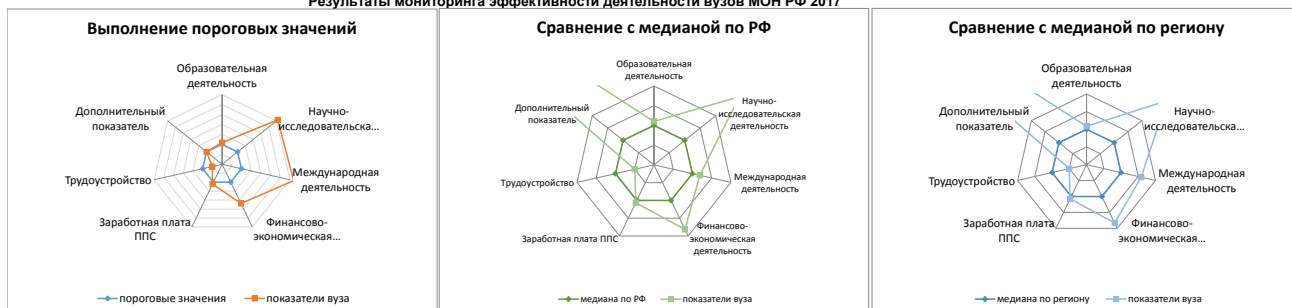 Результаты мониторинга эффективности деятельности вузов МОН РФ 2017
Выполнение пороговых значений
Образовательная
деятельность
Научно-
исследовательска...
Международная
деятельность
Финансово-
экономическая...
Заработная плата
ППС
Трудоустройство
Дополнительный
показатель
пороговые значения
показатели вуза
Сравнение с медианой по РФ
Образовательная
деятельность
Научно-
исследовательская
деятельность
Международная
деятельность
Финансово-
экономическая
деятельность
Заработная плата ППС
Трудоустройство
Дополнительный
показатель
медиана по РФ
показатели вуза
Сравнение с медианой по региону
Образовательная
деятельность
Научно-
исследовательска...
Международная
деятельность
Финансово-
экономическая...
Заработная плата
ППС
Трудоустройство
Дополнительный
показатель
медиана по региону
показатели вуза